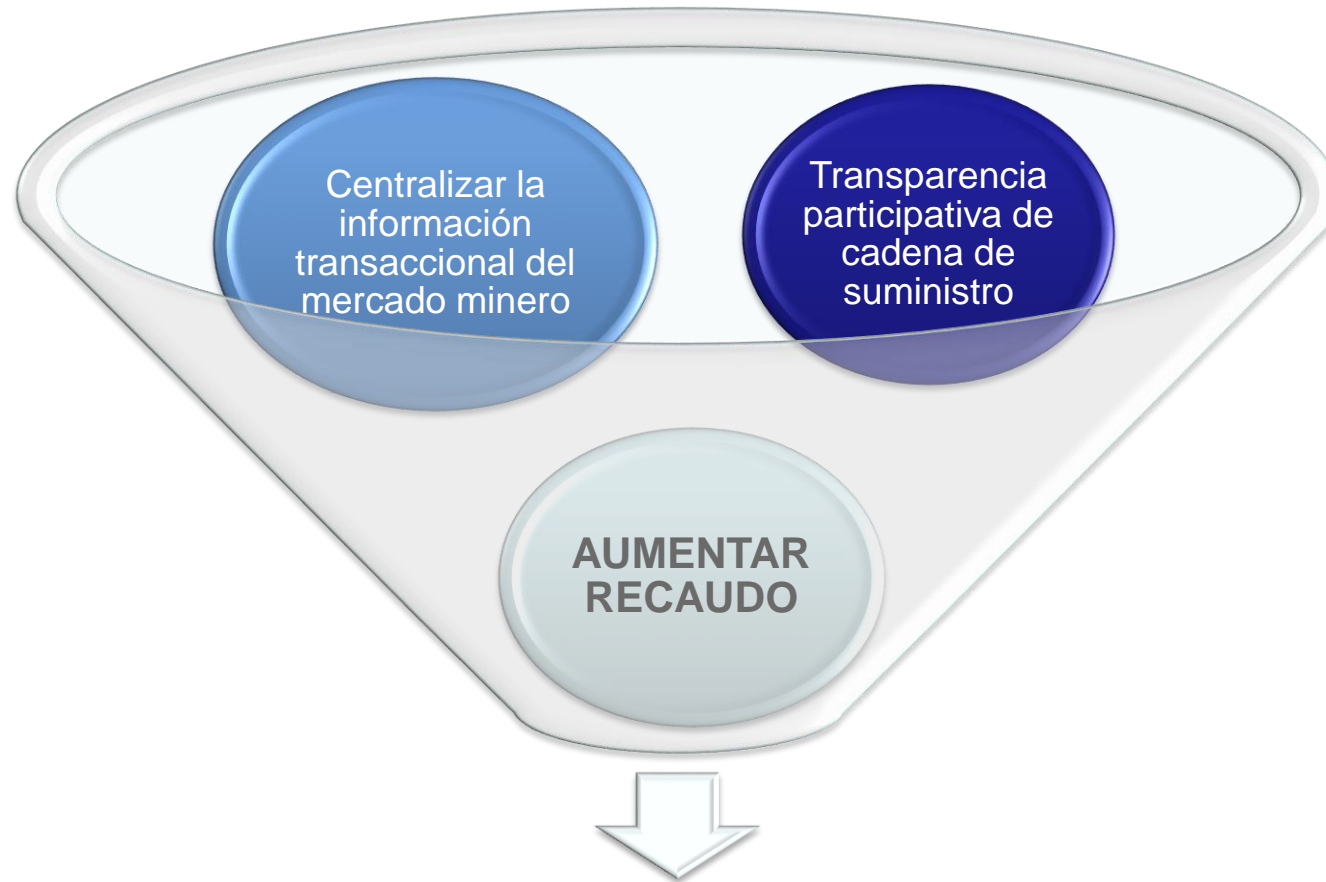 Centralizar la
información
transaccional del
mercado minero
Transparencia
participativa de
cadena de
suministro
AUMENTAR
RECAUDO